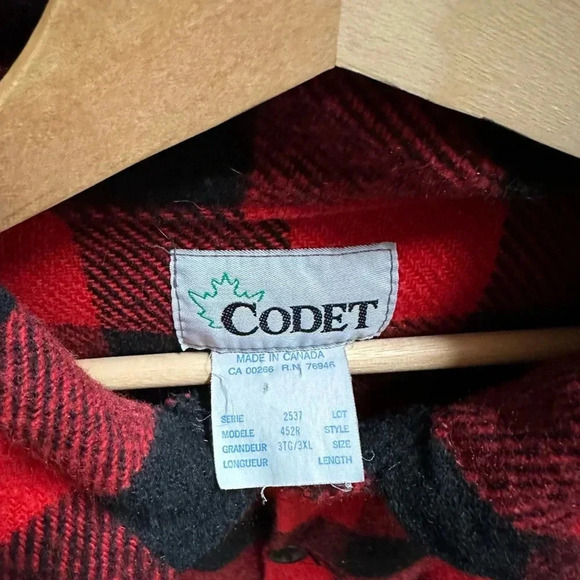 CODET
MADE IN CANADA
CA 00266 R.N. 76946
SERIE 2537 LOT
MODELE 452R STYLE
GRANDEUR 3TG/3XL SIZE
LONGUEUR LENGTH